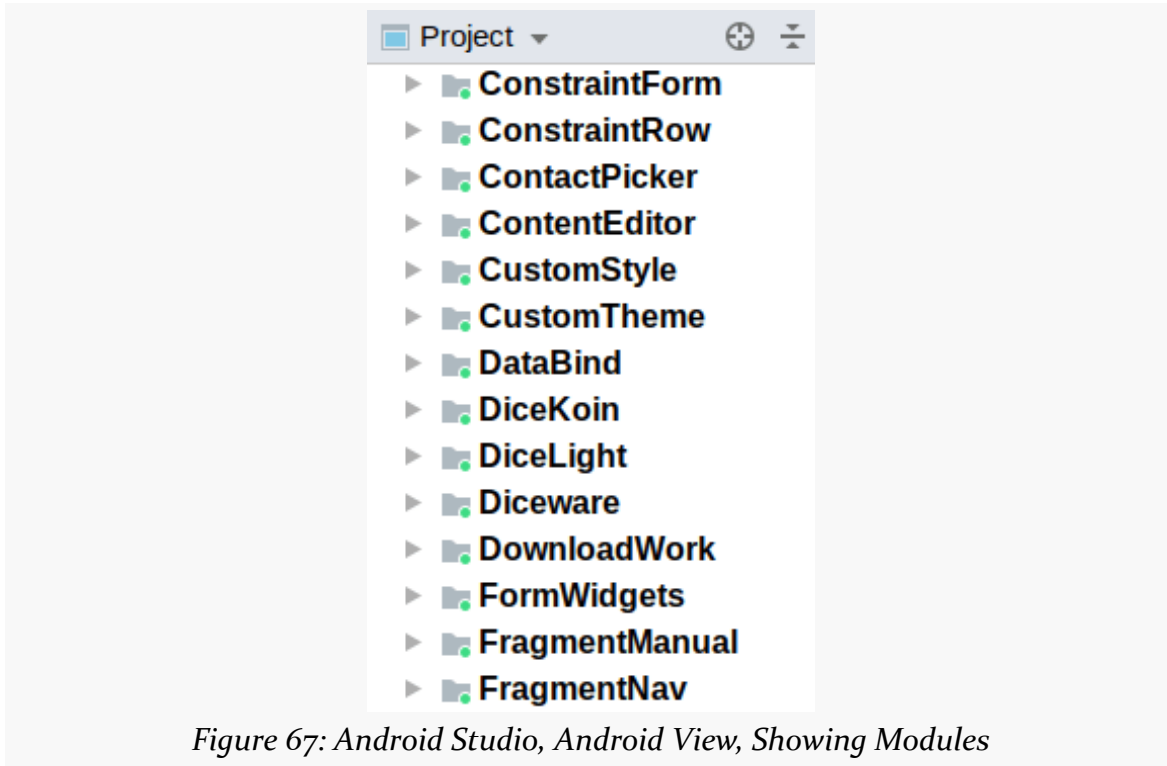 Project
ConstraintForm
ConstraintRow
ContactPicker
ContentEditor
CustomStyle
CustomTheme
DataBind
DiceKoin
DiceLight
Diceware
DownloadWork
FormWidgets
FragmentManual
FragmentNav
Figure 67: Android Studio, Android View, Showing Modules